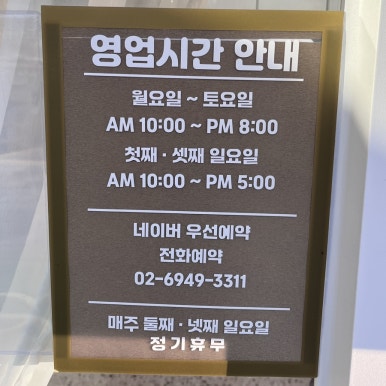 영업시간 안내
월요일 ~ 토요일
AM 10:00 ~ PM 8:00
첫째 · 셋째 일요일
AM 10:00 ~ PM 5:00
네이버 우선예약
전화예약
02-6949-3311
매주 둘째 · 넷째 일요일
정기휴무